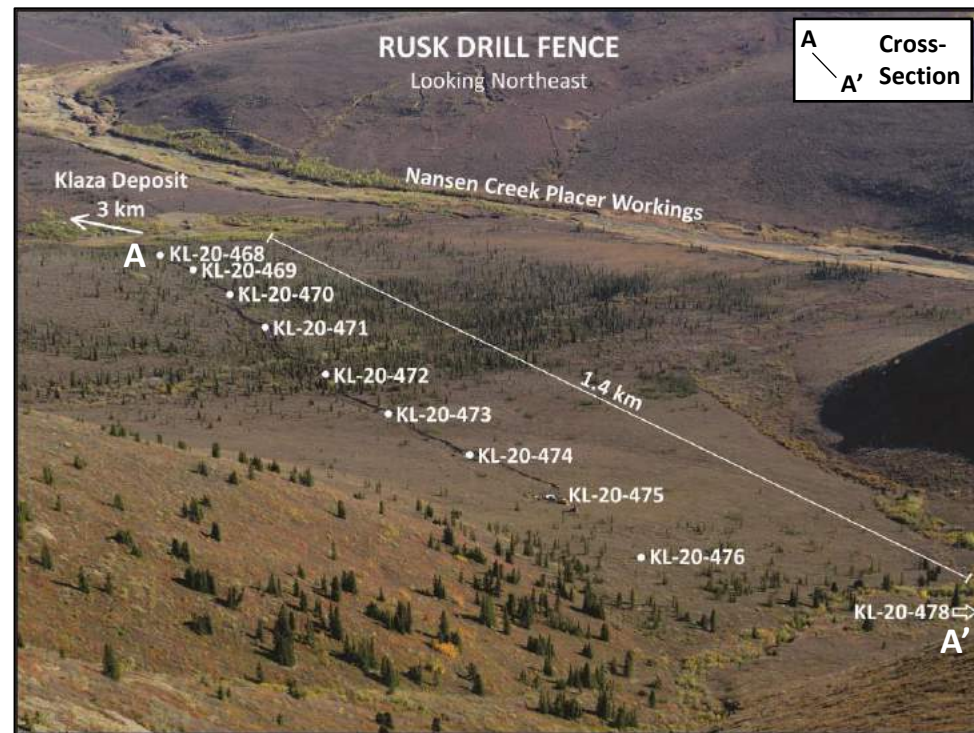 RUSK DRILL FENCE
Looking Northeast
A
Cross-
Section
A'
Klaza Deposit
3 km
Nansen Creek Placer Workings
A
KL-20-468
KL-20-469
KL-20-470
KL-20-471
KL-20-472
1.4 km
KL-20-473
KL-20-474
KL-20-475
KL-20-476
KL-20-478
A'